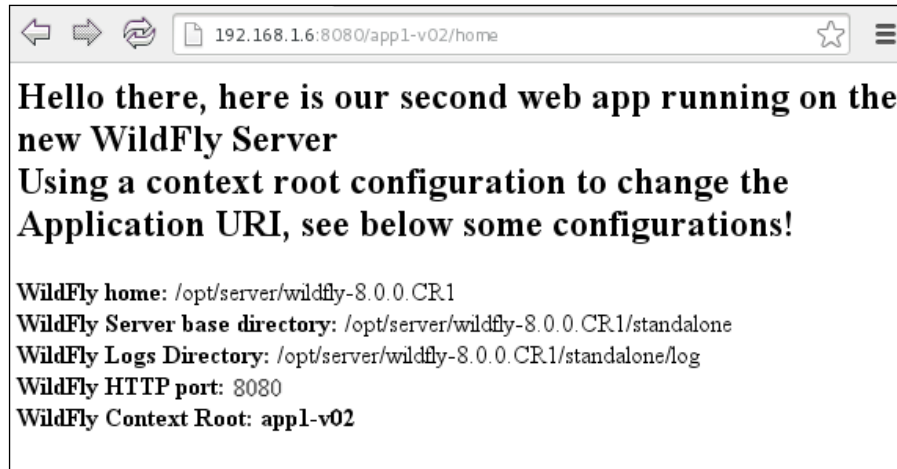 192.168.1.6:8080/app1-v02/home
Hello there, here is our second web app running on the
new WildFly Server
Using a context root configuration to change the
Application URI, see below some configurations!
WildFly home: /opt/server/wildfly-8.0.0.CR1
WildFly Server base directory: /opt/server/wildfly-8.0.0.CR1/standalone
WildFly Logs Directory: /opt/server/wildfly-8.0.0.CR1/standalone/log
WildFly HTTP port: 8080
WildFly Context Root: app1-v02